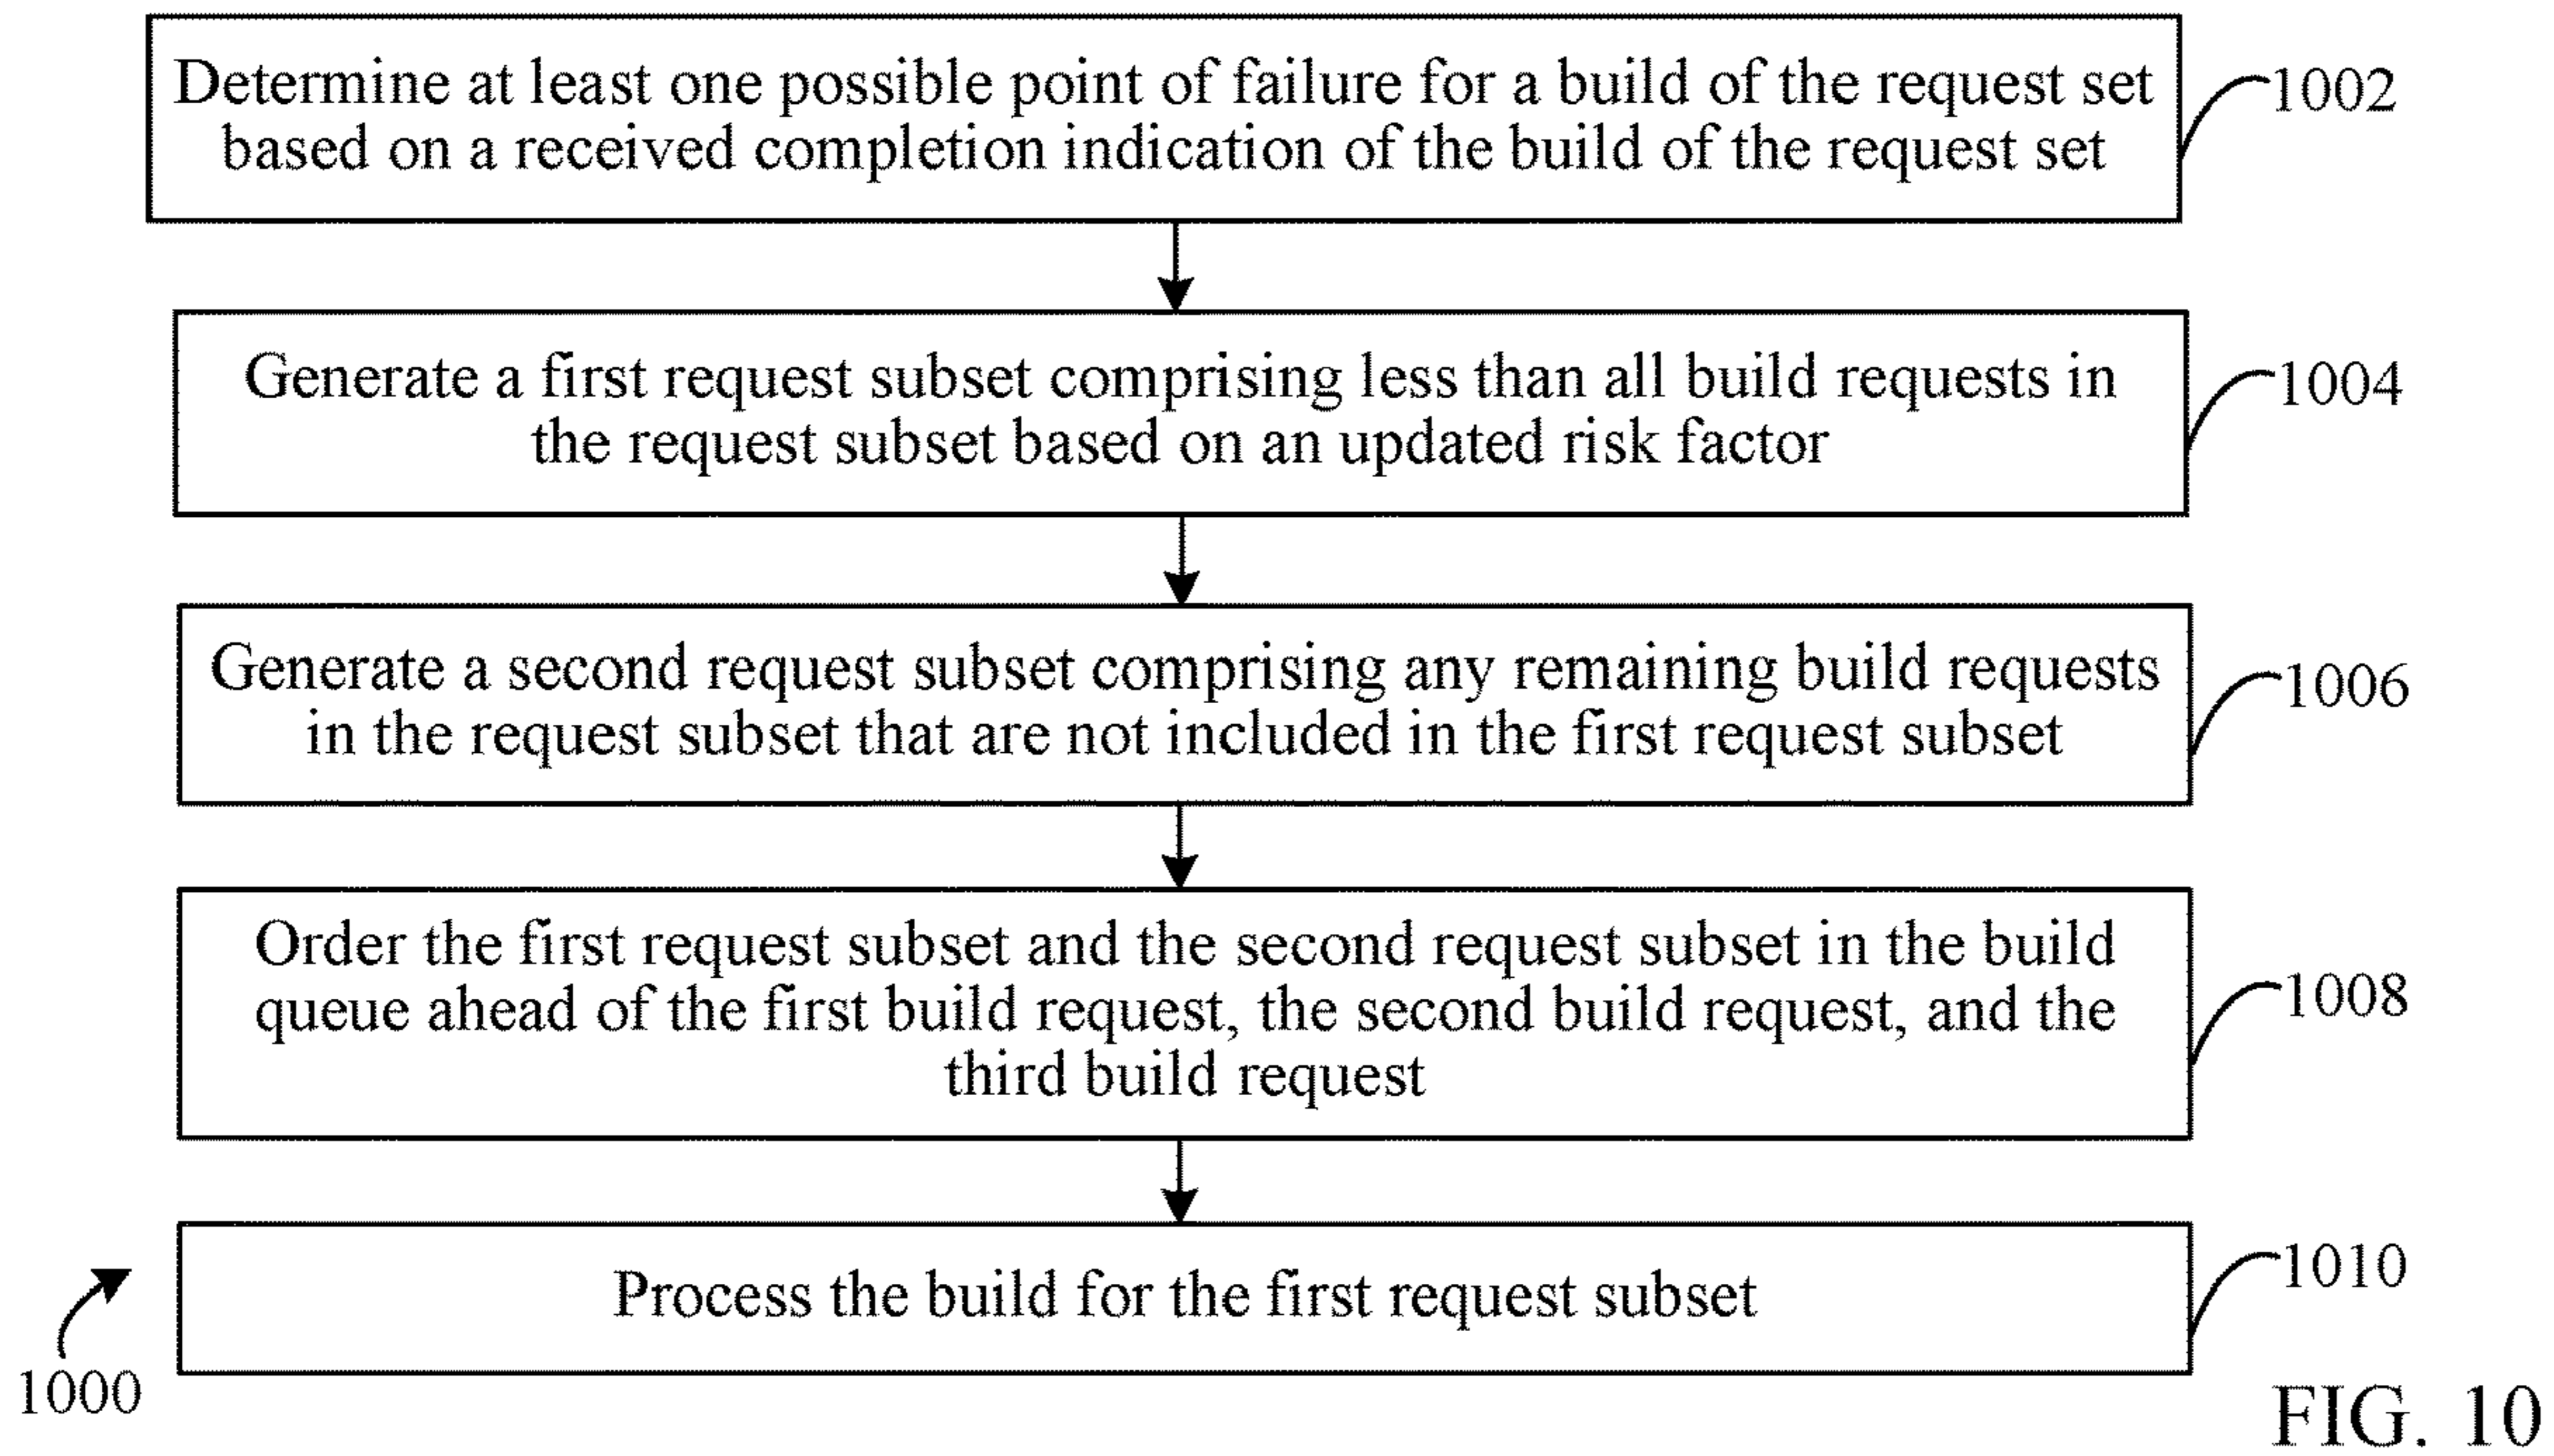 Determine at least one possible point of failure for a build of the request set
based on a received completion indication of the build of the request set
1002
Generate a first request subset comprising less than all build requests in
the request subset based on an updated risk factor
1004
Generate a second request subset comprising any remaining build requests
in the request subset that are not included in the first request subset
1006
Order the first request subset and the second request subset in the build
queue ahead of the first build request, the second build request, and the
third build request
1008
Process the build for the first request subset
1010
1000
FIG. 10